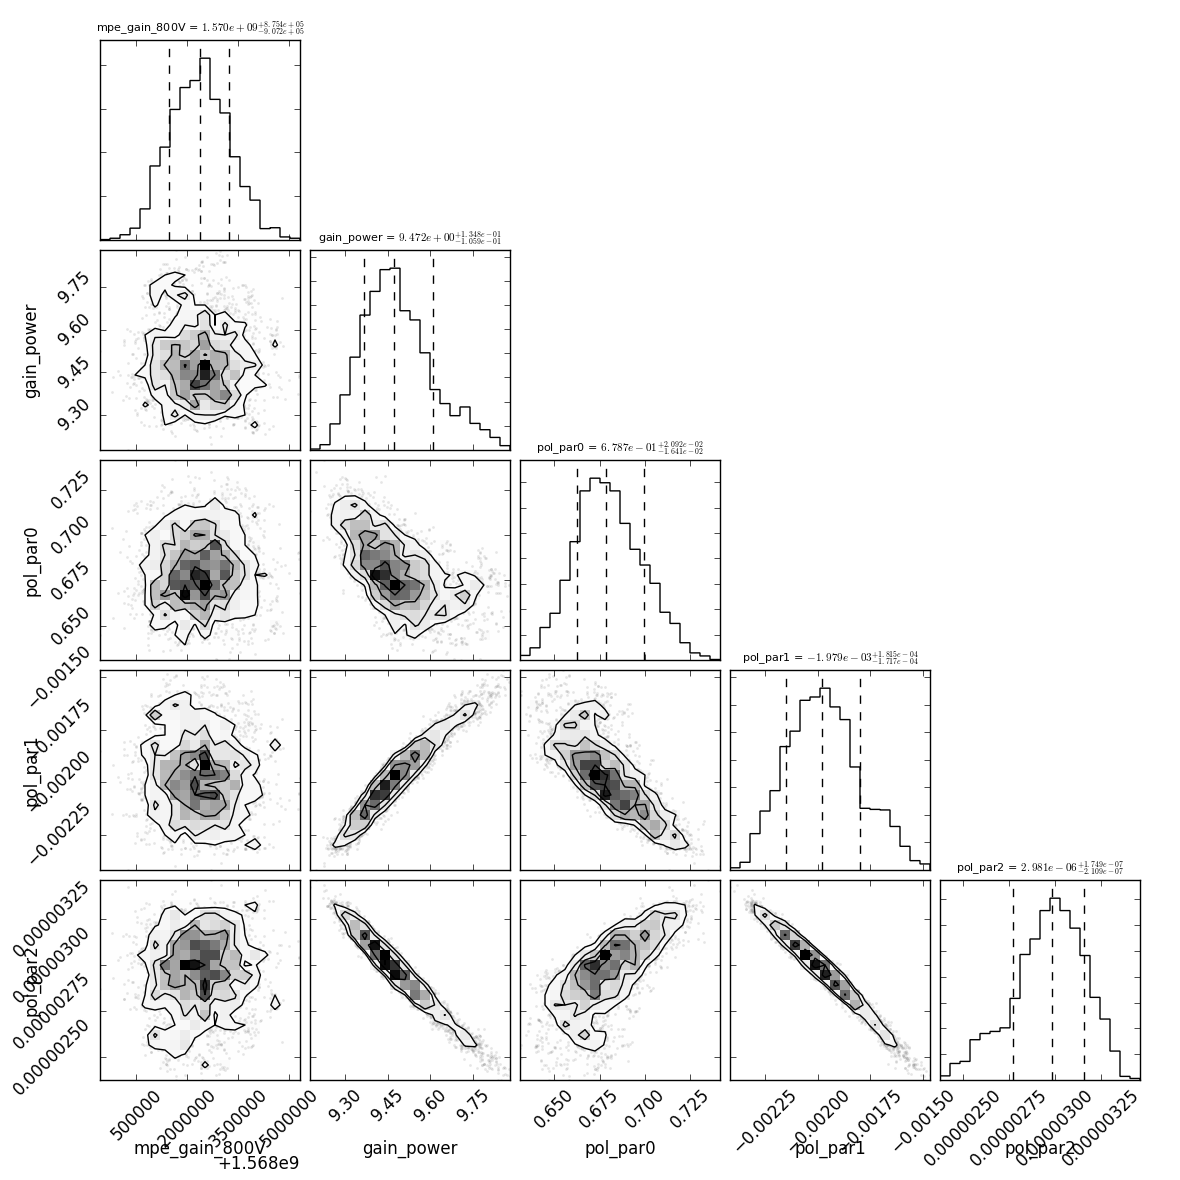 mpe_gain_800V = 1.570e+09 +8.754e+05 −9.072e+05
gain_power = 9.472e+00 +1.348e−01 −1.059e−01
9.75
9.60
9.45
9.30
gain_power
pol_par0 = 6.787e−01 +2.092e−02 −1.641e−02
0.725
0.700
0.675
0.650
pol_par0
pol_par1 = −1.979e−03 +1.815e−04 −1.717e−04
−0.00150
−0.00175
−0.00200
−0.00225
pol_par1
pol_par2 = 2.981e−06 +1.749e−07 −2.109e−07
0.00000325
0.00000300
0.00000275
0.00000250
pol_par2
500000 2000000 3500000 5000000 9.30 9.45 9.60 9.75 0.650 0.675 0.700 0.725 −0.00225 −0.00200 −0.00175 −0.00150 0.00000250 0.00000275 0.00000300 0.00000325
mpe_gain_800V gain_power pol_par0 pol_par1 pol_par2
+1.568e9